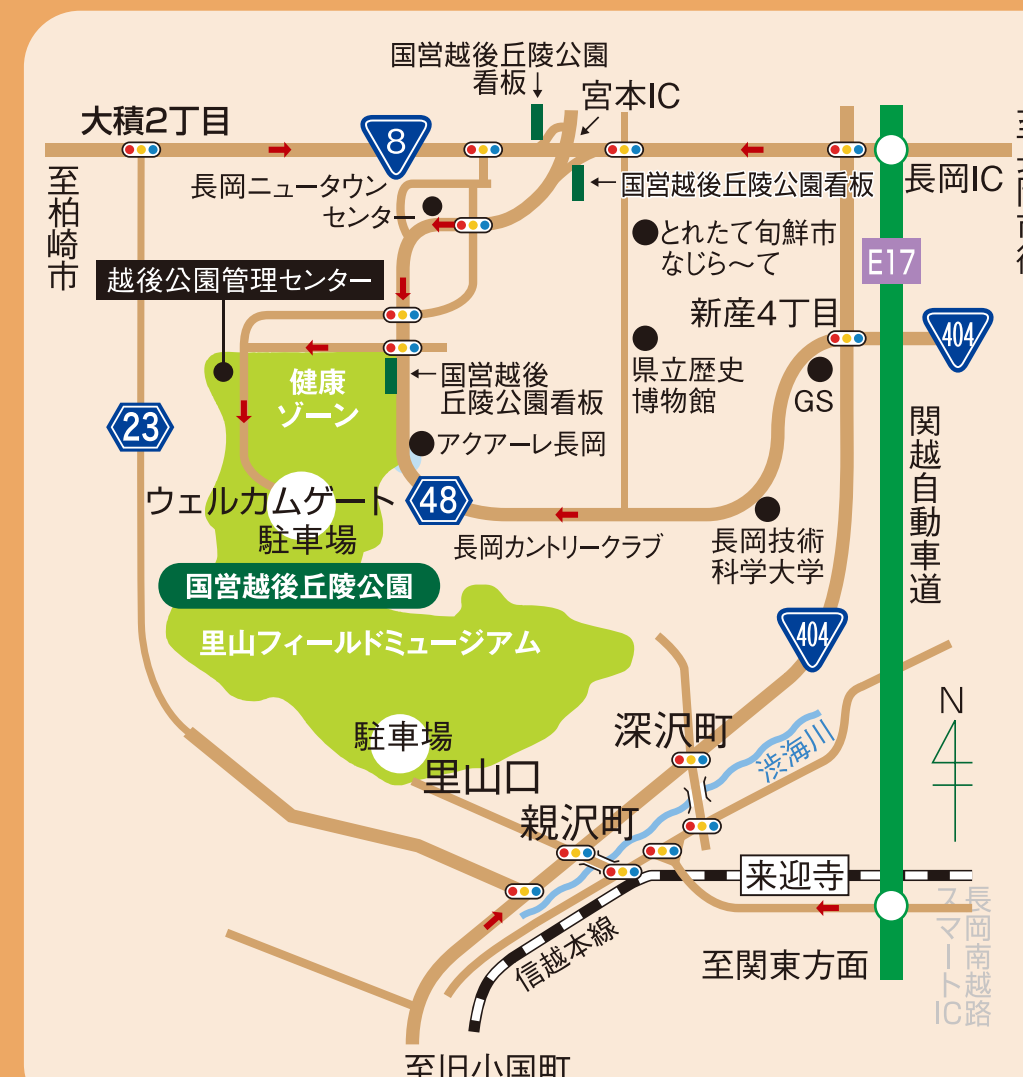 国営越後丘陵公園
看板
宮本IC
大積2丁目
8
長岡ニュータウン
センター
国営越後丘陵公園看板
長岡IC
至柏崎市
とれたて旬鮮市
なじら〜て
E17
越後公園管理センター
新産4丁目
404
健康
ゾーン
国営越後
丘陵公園看板
県立歴史
博物館
GS
23
アクアーレ長岡
関越自動車道
ウェルカムゲート
駐車場
48
長岡カントリークラブ
長岡技術
科学大学
国営越後丘陵公園
里山フィールドミュージアム
404
N
駐車場
里山口
深沢町
渋海川
親沢町
来迎寺
信越本線
至関東方面
長岡南越路
スマートIC
至旧小国町